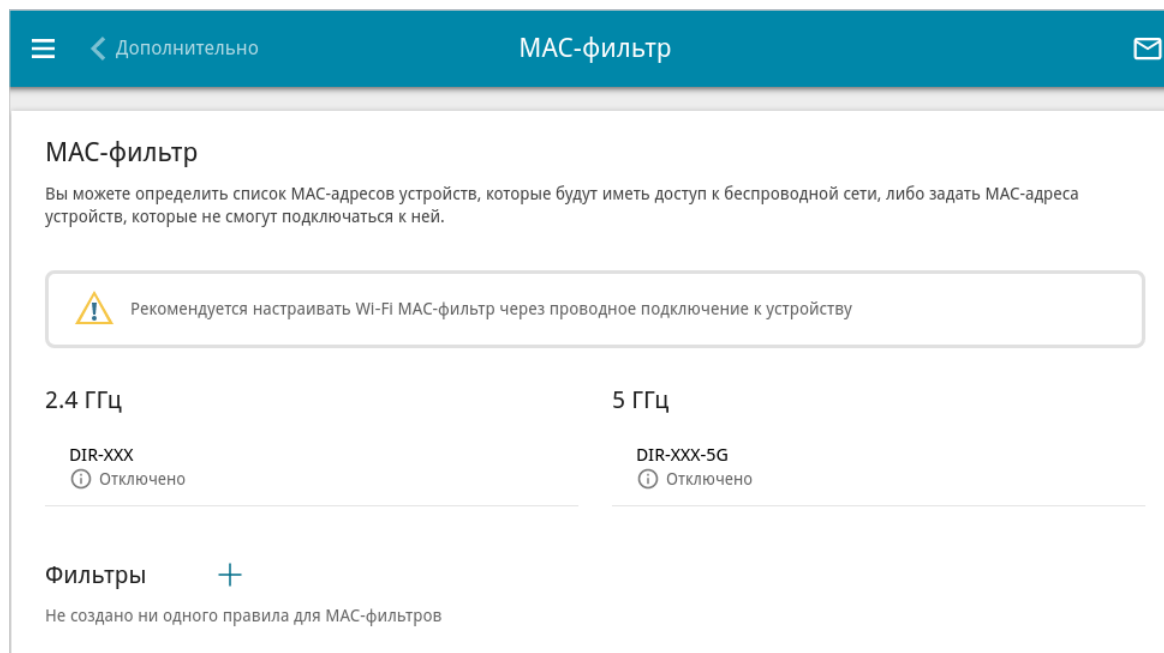 Дополнительно
MAC-фильтр
MAC-фильтр
Вы можете определить список MAC-адресов устройств, которые будут иметь доступ к беспроводной сети, либо задать MAC-адреса
устройств, которые не смогут подключаться к ней.
Рекомендуется настраивать Wi-Fi MAC-фильтр через проводное подключение к устройству
2.4 ГГц
5 ГГц
DIR-XXX
DIR-XXX-5G
Отключено
Отключено
Фильтры
Не создано ни одного правила для MAC-фильтров